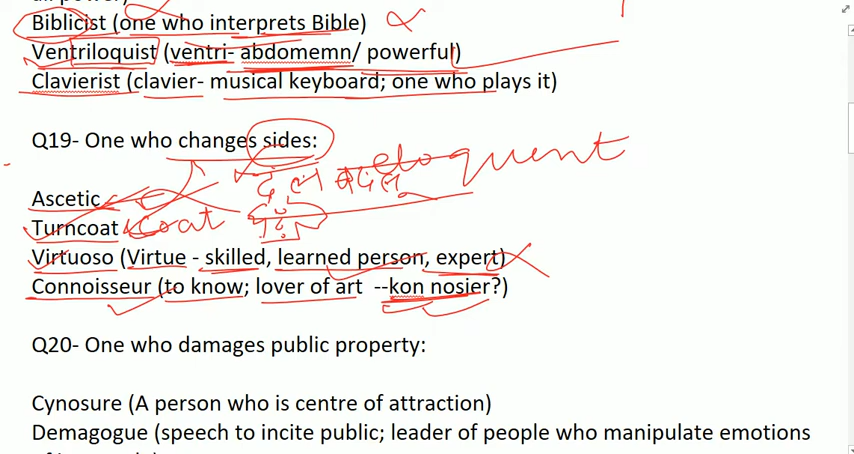 Biblicist (one who interprets Bible)
Ventriloquist (ventri- abdomemn/ powerful
Clavierist (clavier- musical keyboard; one who plays it)
Q19- One who changes sides:
eloquent
Ascetic
Turncoat Coat
Virtuoso (Virtue - skilled, learned person, expert)
Connoisseur (to know; lover of art --kon nosier?)
Q20- One who damages public property:
Cynosure (A person who is centre of attraction)
Demagogue (speech to incite public; leader of people who manipulate emotions